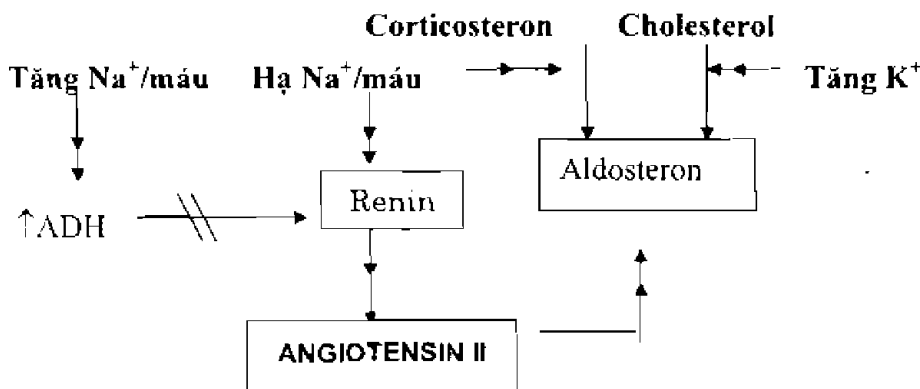 Corticosteron Cholesterol
Tăng Na⁺/máu Hạ Na⁺/máu Tăng K⁺
Aldosteron
Renin
↑ADH
ANGIOTENSIN II